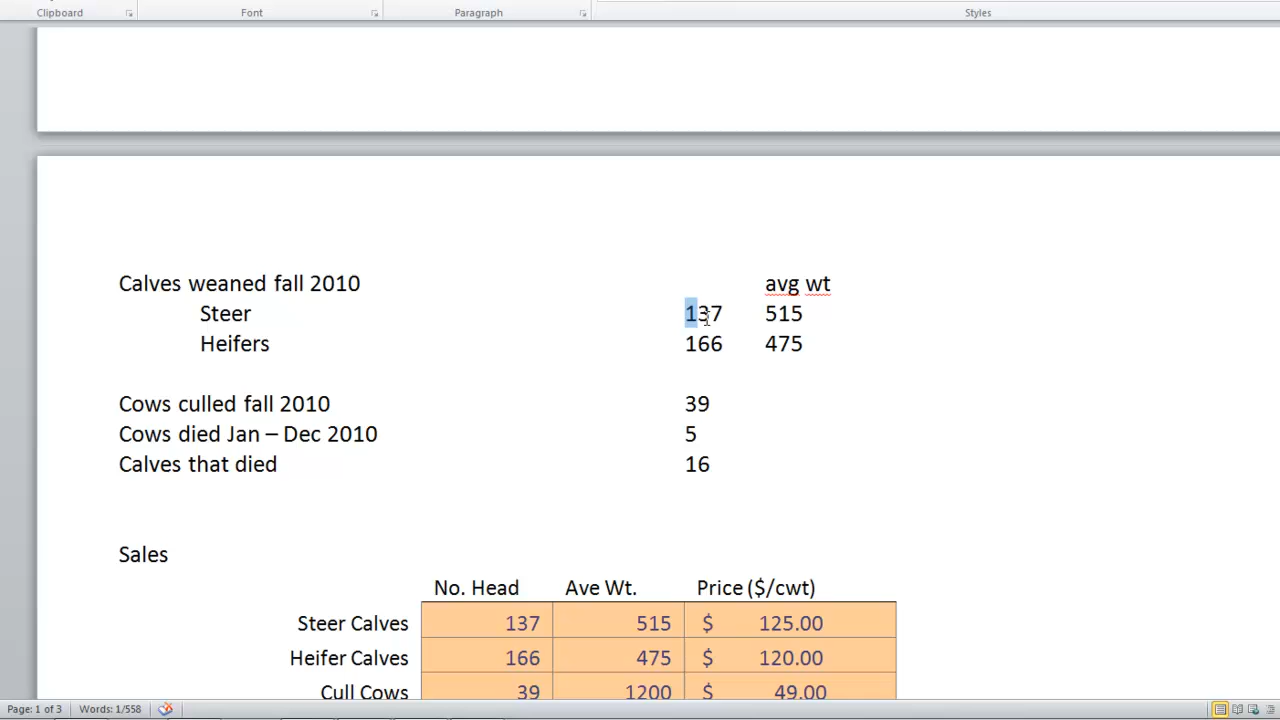 Clipboard Font Paragraph Styles
Calves weaned fall 2010 avg wt
Steer 137 515
Heifers 166 475
Cows culled fall 2010 39
Cows died Jan – Dec 2010 5
Calves that died 16
Sales
No. Head Ave Wt. Price ($/cwt)
Steer Calves 137 515 $ 125.00
Heifer Calves 166 475 $ 120.00
Cull Cows 39 1200 $ 49.00
Page: 1 of 3 Words: 1/558